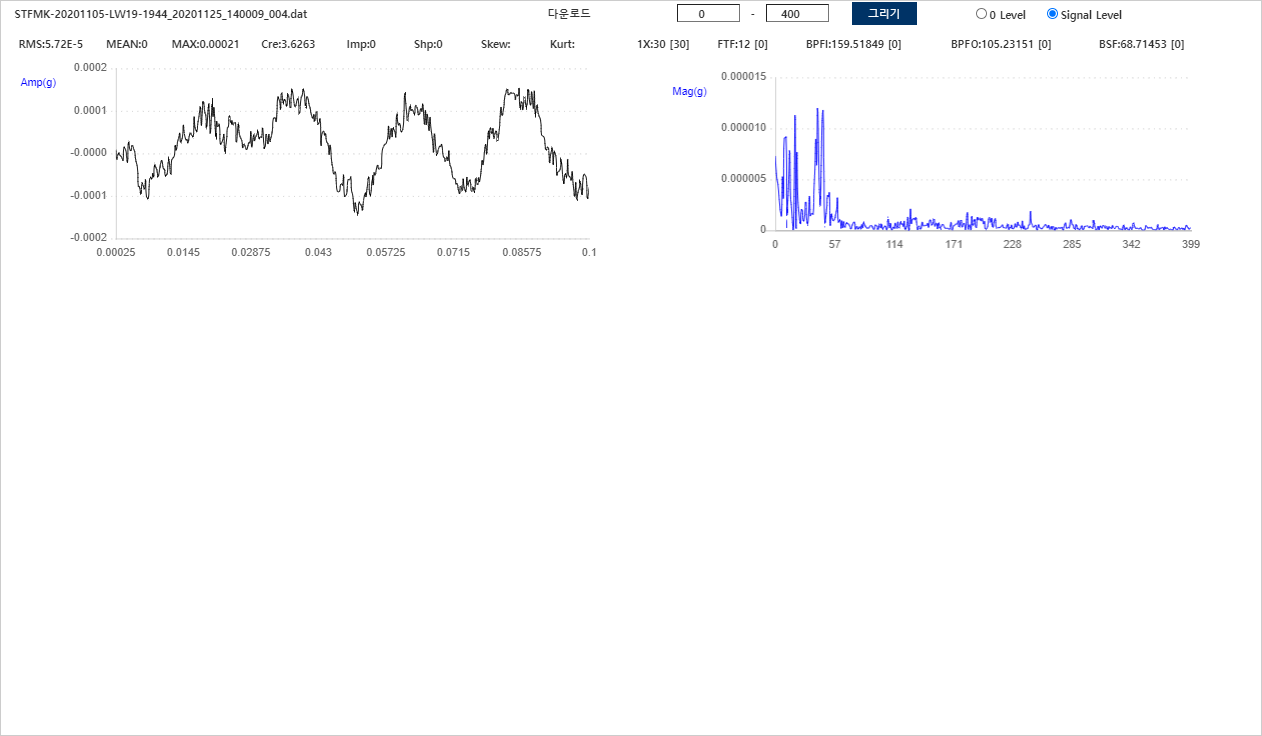 STFMK-20201105-LW19-1944_20201125_140009_004.dat 다운로드 0 - 400 그리기 0 Level Signal Level
RMS:5.72E-5 MEAN:0 MAX:0.00021 Cre:3.6263 Imp:0 Shp:0 Skew: Kurt: 1X:30 [30] FTF:12 [0] BPFI:159.51849 [0] BPFO:105.23151 [0] BSF:68.71453 [0]
Amp(g)
0.0002
0.0001
-0.0000
-0.0001
-0.0002
0.00025 0.0145 0.02875 0.043 0.05725 0.0715 0.08575 0.1
Mag(g)
0.000015
0.000010
0.000005
0
0 57 114 171 228 285 342 399